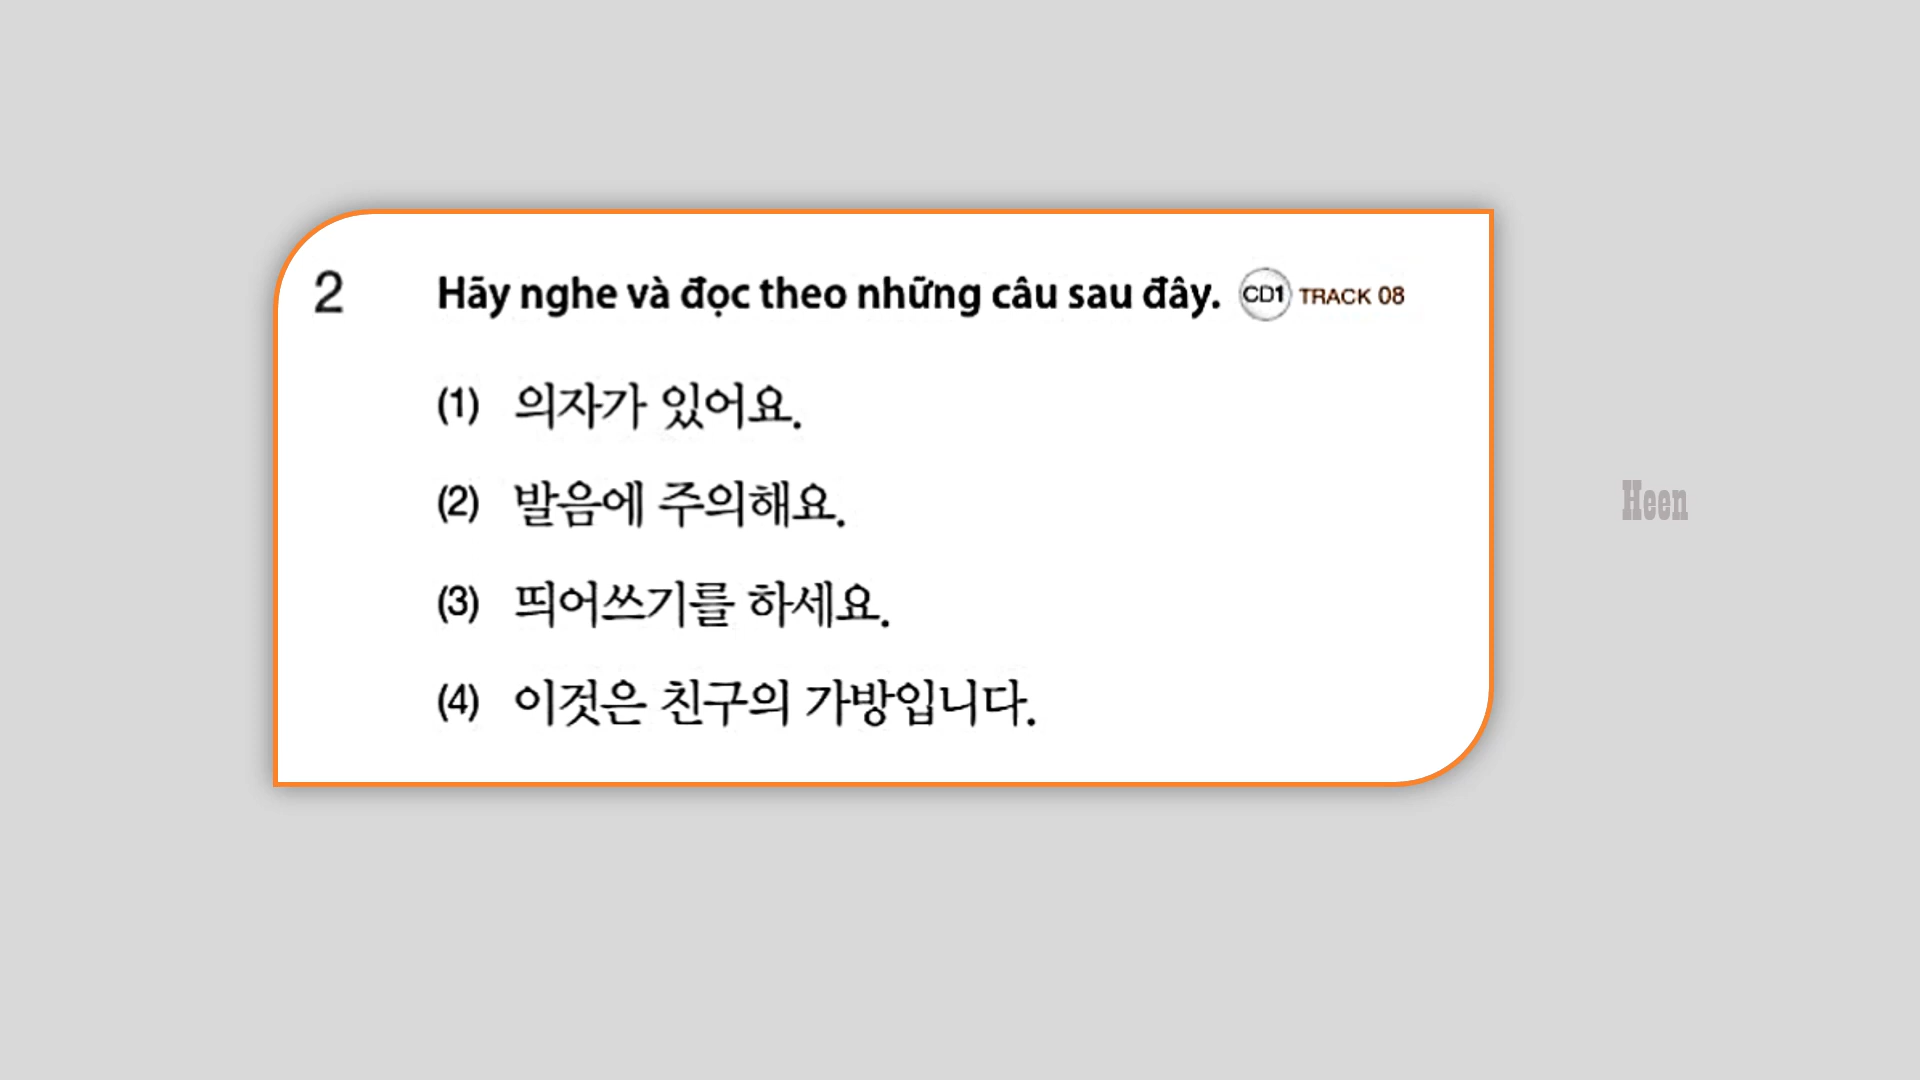 2 Hãy nghe và đọc theo những câu sau đây. CD1 TRACK 08
(1) 의자가 있어요.
(2) 발음에 주의해요.
(3) 띄어쓰기를 하세요.
(4) 이것은 친구의 가방입니다.
Heen